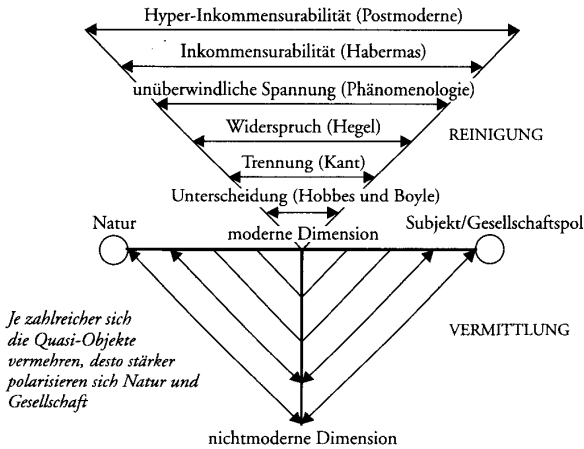 Hyper-Inkommensurabilität (Postmoderne)
Inkommensurabilität (Habermas)
unüberwindliche Spannung (Phänomenologie)
Widerspruch (Hegel)
REINIGUNG
Trennung (Kant)
Unterscheidung (Hobbes und Boyle)
Natur
Subjekt/Gesellschaftspol
moderne Dimension
Je zahlreicher sich
die Quasi-Objekte
vermehren, desto stärker
polarisieren sich Natur und
Gesellschaft
VERMITTLUNG
nichtmoderne Dimension